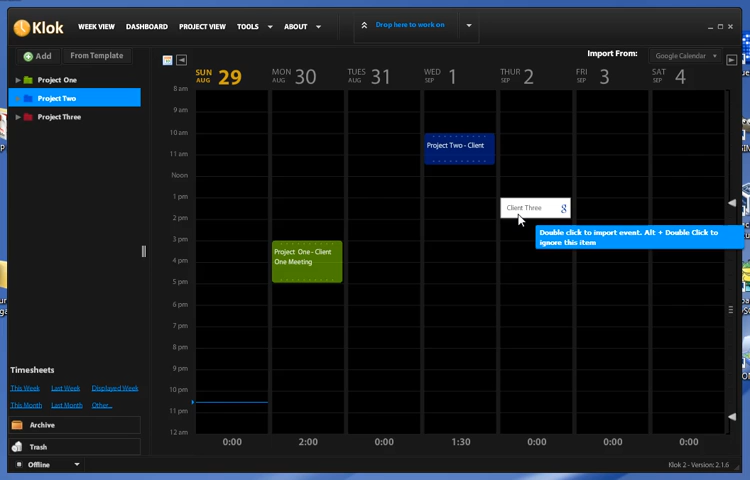 Klok
WEEK VIEW
DASHBOARD
PROJECT VIEW
TOOLS
ABOUT
Drop here to work on
Add
From Template
Import From:
Google Calendar
Project One
Project Two
Project Three
SUN
AUG 29
MON
AUG 30
TUES
AUG 31
WED
SEP 1
THUR
SEP 2
FRI
SEP 3
SAT
SEP 4
8 am
9 am
10 am
11 am
Noon
1 pm
2 pm
3 pm
4 pm
5 pm
6 pm
7 pm
8 pm
9 pm
10 pm
11 pm
12 am
Project Two - Client
Client Three
8
Double click to import event. Alt + Double Click to
ignore this item
Project One - Client
One Meeting
0:00
2:00
0:00
1:30
0:00
0:00
0:00
Timesheets
This Week
Last Week
Displayed Week
This Month
Last Month
Other...
Archive
Trash
Offline
Klok 2 - Version: 2.1.6